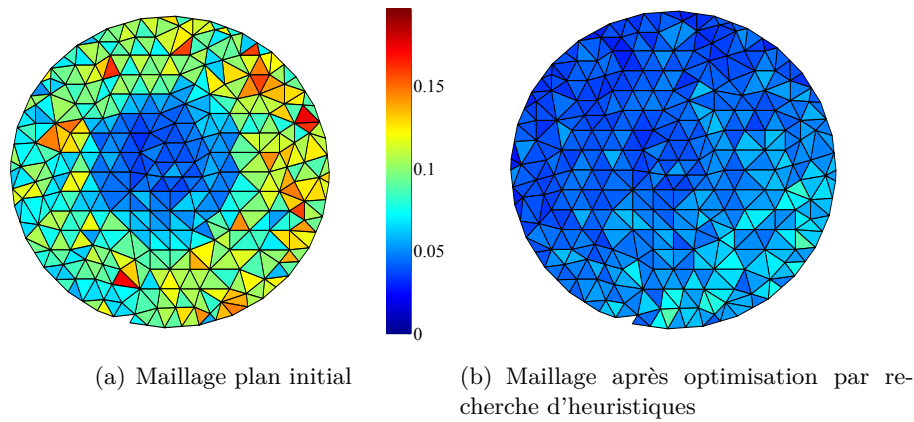 0.15
0.1
0.05
0
(a) Maillage plan initial
(b) Maillage après optimisation par re-
cherche d'heuristiques